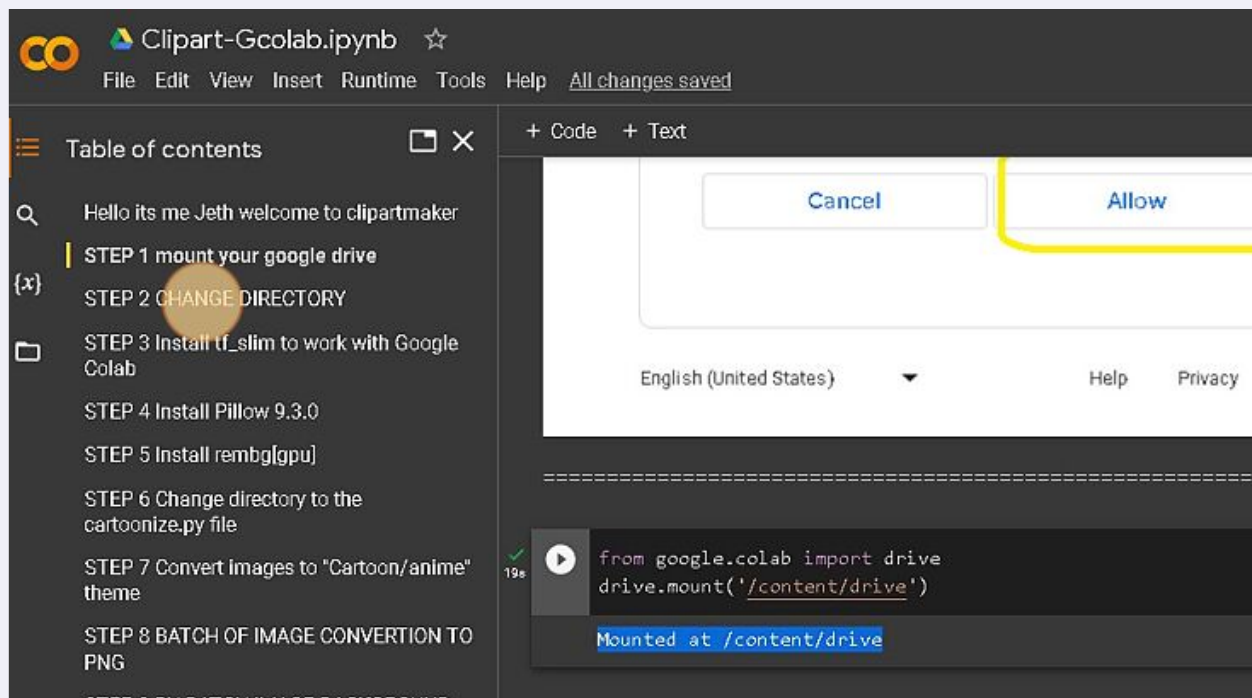 Clipart-Gcolab.ipynb
File Edit View Insert Runtime Tools Help All changes saved
Table of contents
Hello its me Jeth welcome to clipartmaker
STEP 1 mount your google drive
STEP 2 CHANGE DIRECTORY
STEP 3 Install tf_slim to work with Google
Colab
STEP 4 Install Pillow 9.3.0
STEP 5 Install rembg[gpu]
STEP 6 Change directory to the
cartoonize.py file
STEP 7 Convert images to "Cartoon/anime"
theme
STEP 8 BATCH OF IMAGE CONVERTION TO
PNG
{x}
+ Code + Text
Cancel Allow
English (United States) Help Privacy
19s
from google.colab import drive
drive.mount('/content/drive')
Mounted at /content/drive